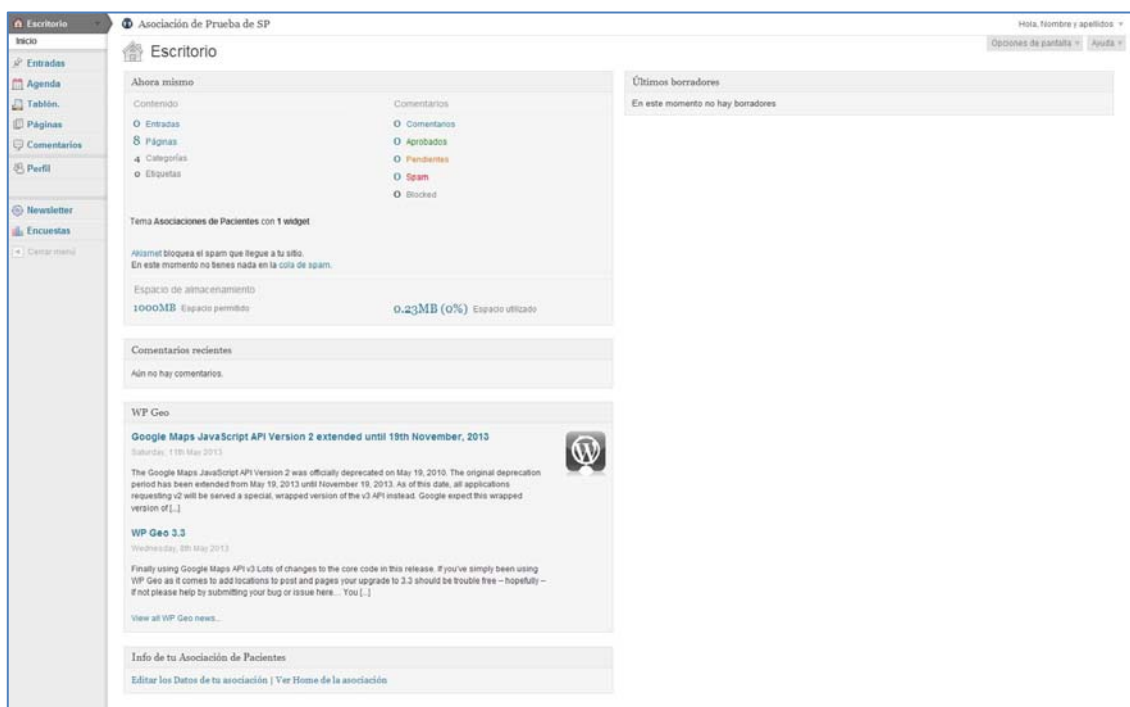 Escritorio
Inicio
Entradas
Agenda
Tablón.
Páginas
Comentarios
Perfil
Newsletter
Encuestas
Cerrar menú
Asociación de Prueba de SP
Hola, Nombre y apellidos
Opciones de pantalla
Ayuda
Escritorio
Ahora mismo
Contenido
0 Entradas
8 Páginas
4 Categorías
0 Etiquetas
Comentarios
0 Comentarios
0 Aprobados
0 Pendientes
0 Spam
0 Blocked
Tema Asociaciones de Pacientes con 1 widget
Akismet bloquea el spam que llegue a tu sitio.
En este momento no tienes nada en la cola de spam.
Espacio de almacenamiento
1000MB Espacio permitido
0.23MB (0%) Espacio utilizado
Comentarios recientes
Aún no hay comentarios.
WP Geo
Google Maps JavaScript API Version 2 extended until 19th November, 2013
Saturday, 11th May 2013
The Google Maps JavaScript API Version 2 was officially deprecated on May 19, 2010. The original deprecation
period has been extended from May 19, 2013 until November 19, 2013. As of this date, all applications
requesting v2 will be served a special, wrapped version of the v3 API instead. Google expect this wrapped
version of [...]
WP Geo 3.3
Wednesday, 8th May 2013
Finally using Google Maps API v3 Lots of changes to the core code in this release. If you've simply been using
WP Geo as it comes to add locations to post and pages your upgrade to 3.3 should be trouble free – hopefully –
if not please help by submitting your bug or issue here... You [...]
View all WP Geo news...
Info de tu Asociación de Pacientes
Editar los Datos de tu asociación | Ver Home de la asociación
Últimos borradores
En este momento no hay borradores